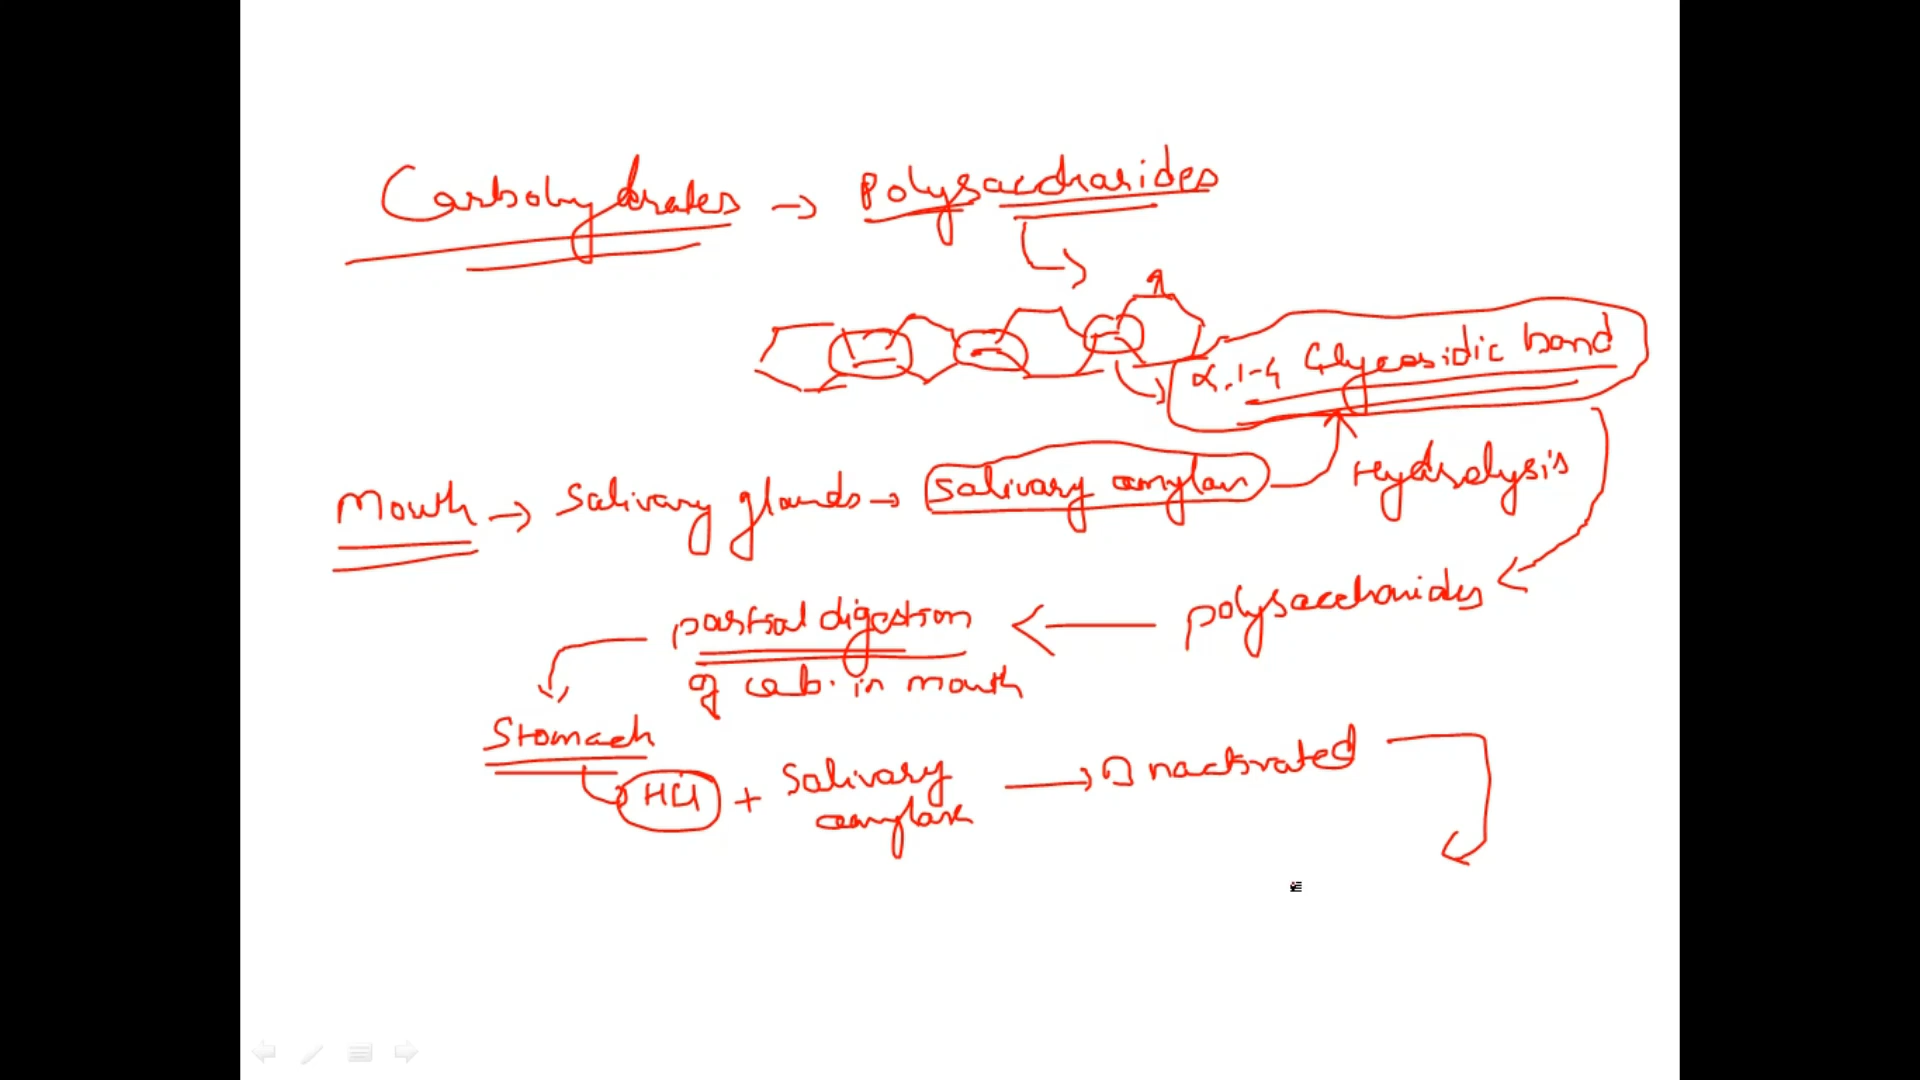 Carbohydrates → Polysaccharides
α.1-4 Glycosidic bond
Mouth → Salivary glands → Salivary amylase Hydrolysis
polysaccharides
partial digestion
of carb. in mouth
Stomach
HCl + Salivary → Inactivated
amylase